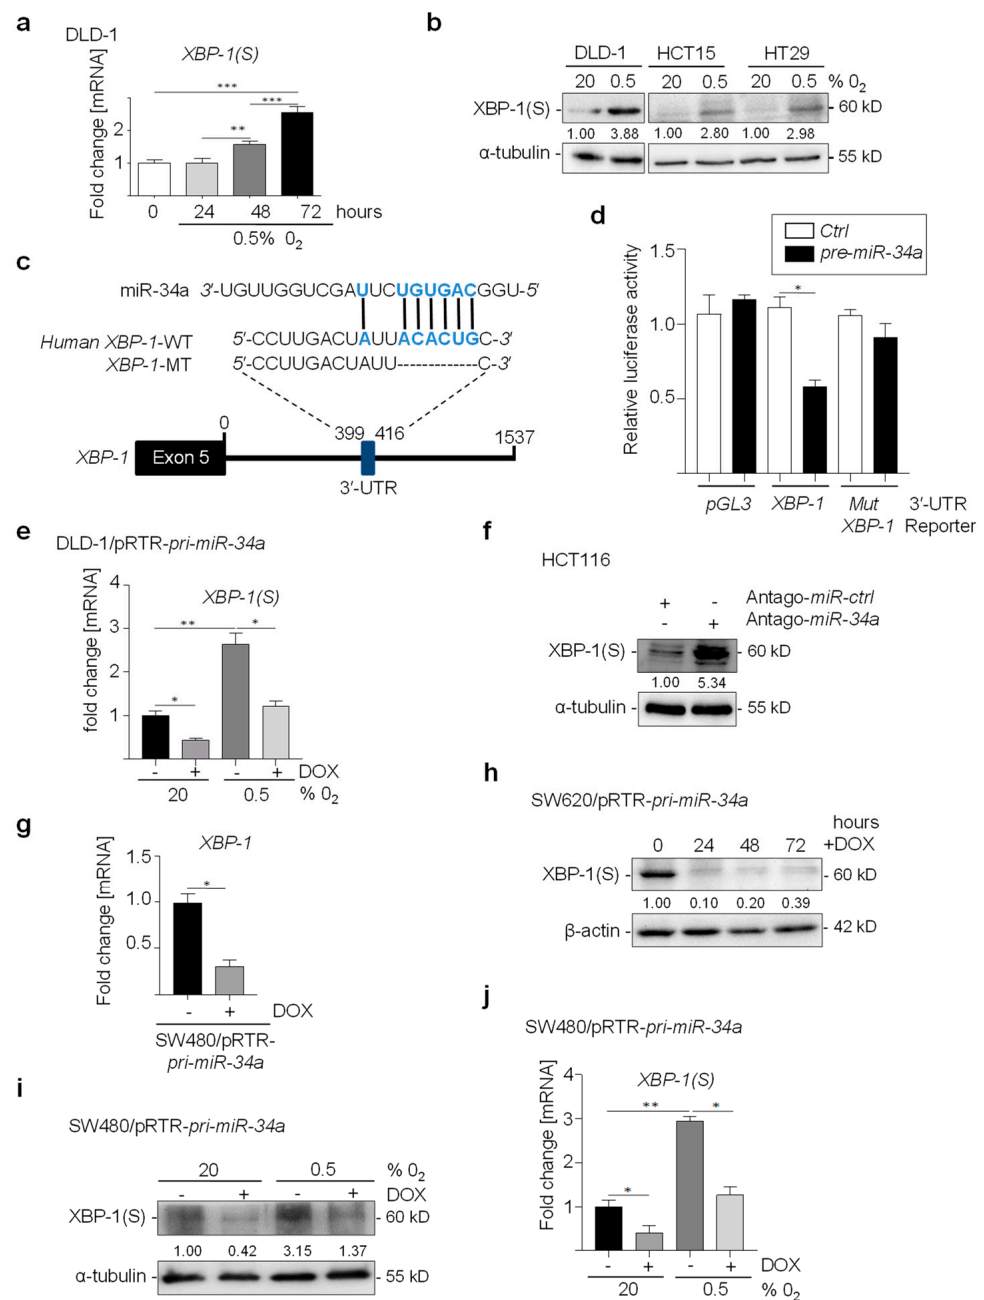 a
DLD-1
XBP-1(S)
Fold change [mRNA]
***
***
**
2
1
0 24 48 72 hours
0.5% 0₂
b
DLD-1 HCT15 HT29
20 0.5 20 0.5 20 0.5 % 0₂
XBP-1(S) - - 60 kD
1.00 3.88 1.00 2.80 1.00 2.98
α-tubulin - - 55 kD
c
miR-34a 3'-UGUUGGUCGAUUCUGUGACGGU-5'
Human XBP-1-WT 5'-CCUUGACUAUUACACUGC-3'
XBP-1-MT 5'-CCUUGACUAUU------------C-3'
0 399 416 1537
XBP-1 Exon 5
3'-UTR
d
Ctrl
pre-miR-34a
Relative luciferase activity
1.5
1.0
0.5
*
pGL3 XBP-1 Mut XBP-1 3'-UTR Reporter
e
DLD-1/pRTR-pri-miR-34a
XBP-1(S)
fold change [mRNA]
4
3
2
1
** *
*
- + - + DOX
20 0.5 % 0₂
f
HCT116
+ - Antago-miR-ctrl
- + Antago-miR-34a
XBP-1(S) - - 60 kD
1.00 5.34
α-tubulin - - 55 kD
g
XBP-1
Fold change [mRNA]
1.5
1.0
0.5
*
- + DOX
SW480/pRTR-
pri-miR-34a
h
SW620/pRTR-pri-miR-34a
hours
0 24 48 72 +DOX
XBP-1(S) - - 60 kD
1.00 0.10 0.20 0.39
β-actin - - 42 kD
i
SW480/pRTR-pri-miR-34a
20 0.5 % 0₂
- + - + DOX
XBP-1(S) - - 60 kD
1.00 0.42 3.15 1.37
α-tubulin - - 55 kD
j
SW480/pRTR-pri-miR-34a
XBP-1(S)
Fold change [mRNA]
4
3
2
1
** *
*
- + - + DOX
20 0.5 % 0₂